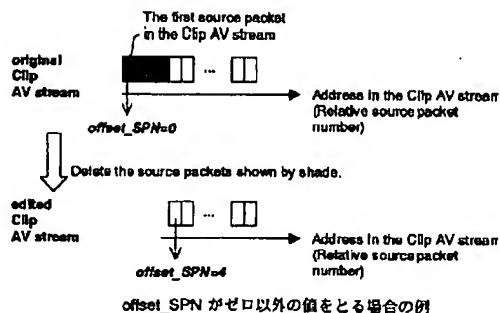 The first source packet
in the Clip AV stream
original
Clip
AV stream
...
Address in the Clip AV stream
(Relative source packet
number)
offset_SPN=0
Delete the source packets shown by shade.
edited
Clip
AV stream
...
Address in the Clip AV stream
(Relative source packet
number)
offset_SPN=4
offset_SPN がゼロ以外の値をとる場合の例